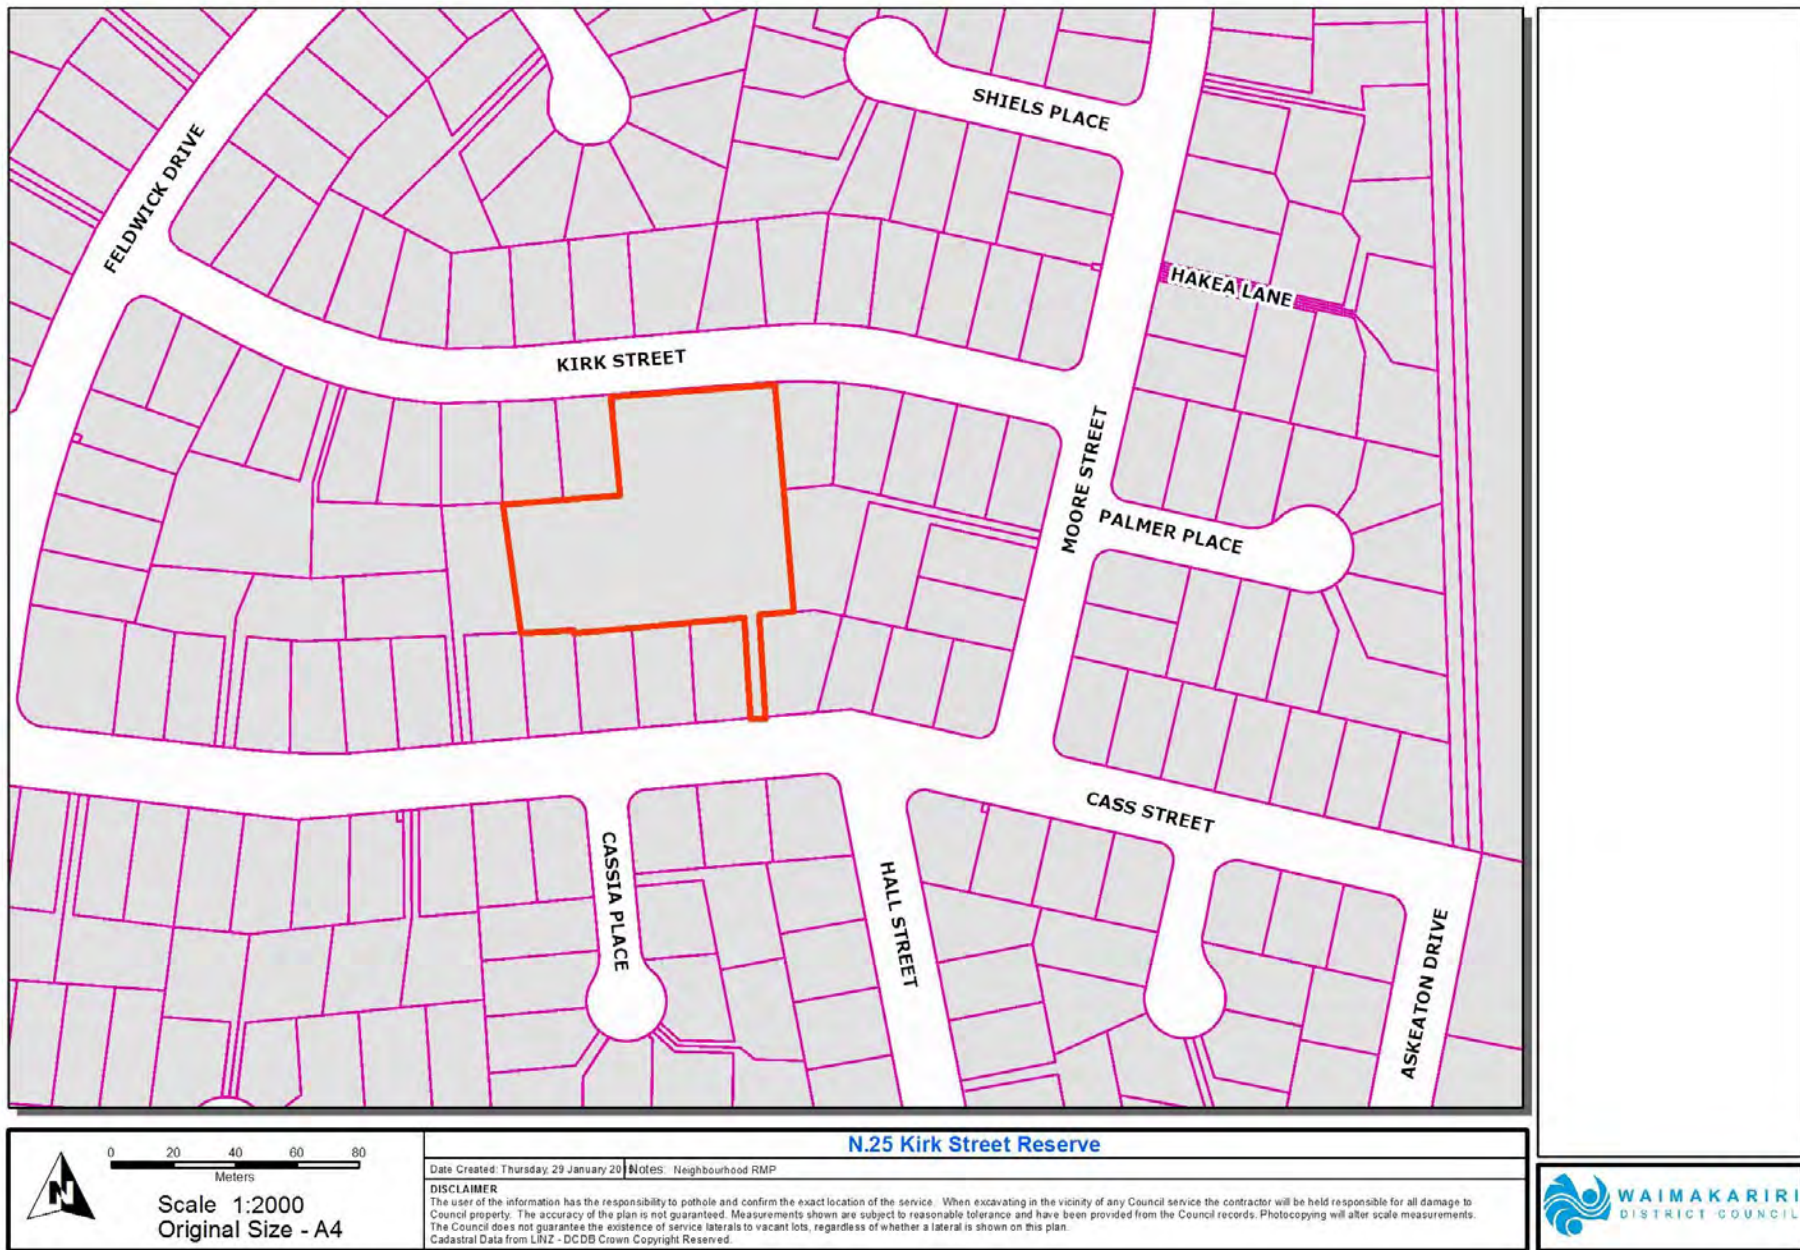 SHIELS PLACE
FELDWICK DRIVE
HAKEA LANE
KIRK STREET
MOORE STREET
PALMER PLACE
CASS STREET
CASSIA PLACE
HALL STREET
ASKEATON DRIVE
N
0 20 40 60 80
Meters
Scale 1:2000
Original Size - A4
N.25 Kirk Street Reserve
Date Created: Thursday, 29 January Notes: Neighbourhood RMP
DISCLAIMER
The user of the information has the responsibility to pothole and confirm the exact location of the service. When excavating in the vicinity of any Council service the contractor will be held responsible for all damage to
Council property. The accuracy of the plan is not guaranteed. Measurements shown are subject to reasonable tolerance and have been provided from the Council records. Photocopying will alter scale measurements.
The Council does not guarantee the existence of service laterals to vacant lots, regardless of whether a lateral is shown on this plan.
Cadastral Data from LINZ - DCDB Crown Copyright Reserved.
WAIMAKARIRI
DISTRICT COUNCIL